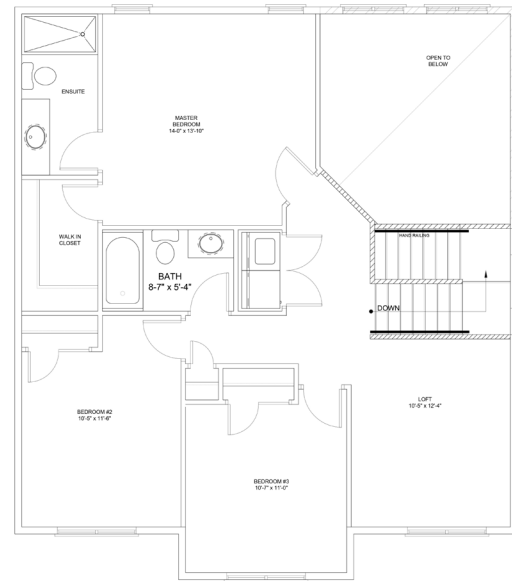 OPEN TO
BELOW
ENSUITE
MASTER
BEDROOM
14'-0" x 13'-10"
WALK IN
CLOSET
HAND RAILING
BATH
8'-7" x 5'-4"
DOWN
BEDROOM #2
10'-5" x 11'-6"
LOFT
10'-5" x 12'-4"
BEDROOM #3
10'-7" x 11'-0"